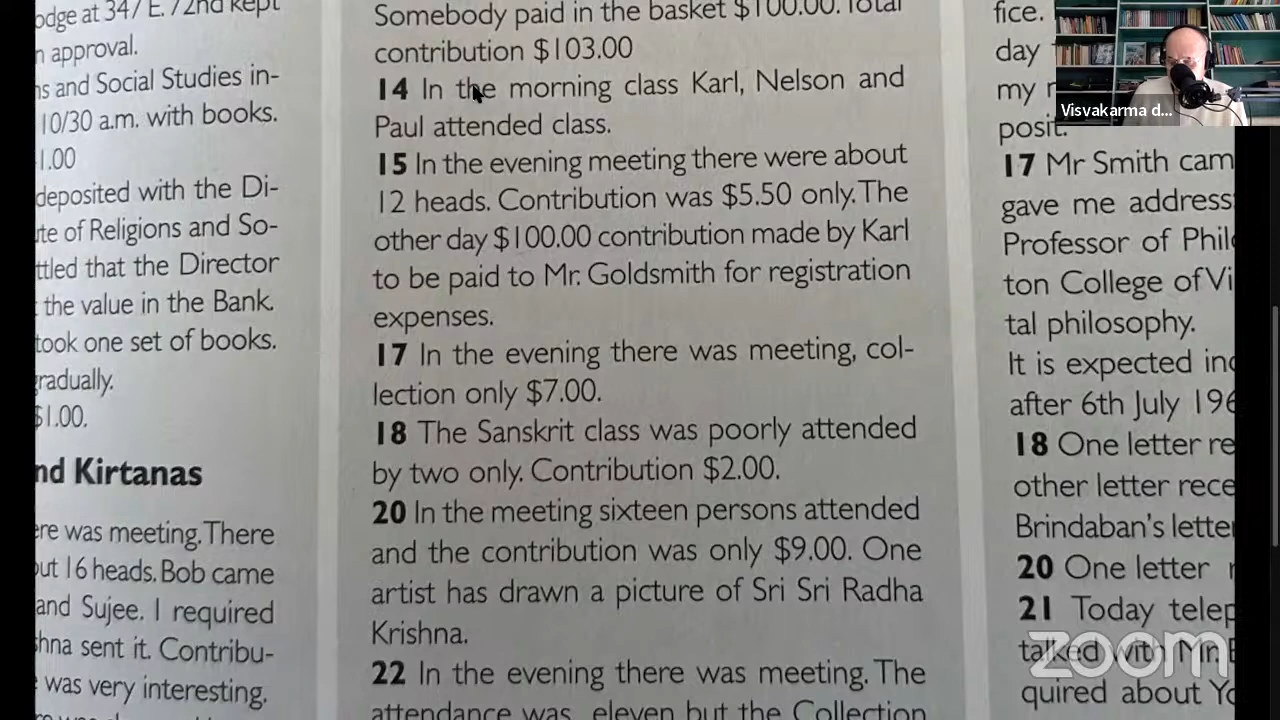 odge at 347 E. 72nd kept
n approval.
ns and Social Studies in-
10/30 a.m. with books.
1.00
deposited with the Di-
te of Religions and So-
ttled that the Director
the value in the Bank.
took one set of books.
gradually.
$1.00.
nd Kirtanas
ere was meeting. There
out 16 heads. Bob came
and Sujee. I required
shna sent it. Contribu-
was very interesting.
Somebody paid in the basket $100.00. Total
contribution $103.00
14 In the morning class Karl, Nelson and
Paul attended class.
15 In the evening meeting there were about
12 heads. Contribution was $5.50 only. The
other day $100.00 contribution made by Karl
to be paid to Mr. Goldsmith for registration
expenses.
17 In the evening there was meeting, col-
lection only $7.00.
18 The Sanskrit class was poorly attended
by two only. Contribution $2.00.
20 In the meeting sixteen persons attended
and the contribution was only $9.00. One
artist has drawn a picture of Sri Sri Radha
Krishna.
22 In the evening there was meeting. The
attendance was eleven but the Collection
fice.
day
my
posit.
17 Mr Smith cam
gave me address
Professor of Philo
ton College of Vi
tal philosophy.
It is expected inc
after 6th July 196
18 One letter re
other letter rece
Brindaban's letter
20 One letter r
21 Today telep
talked with Mr. B
quired about Yo
Visvakarma d...
zoom